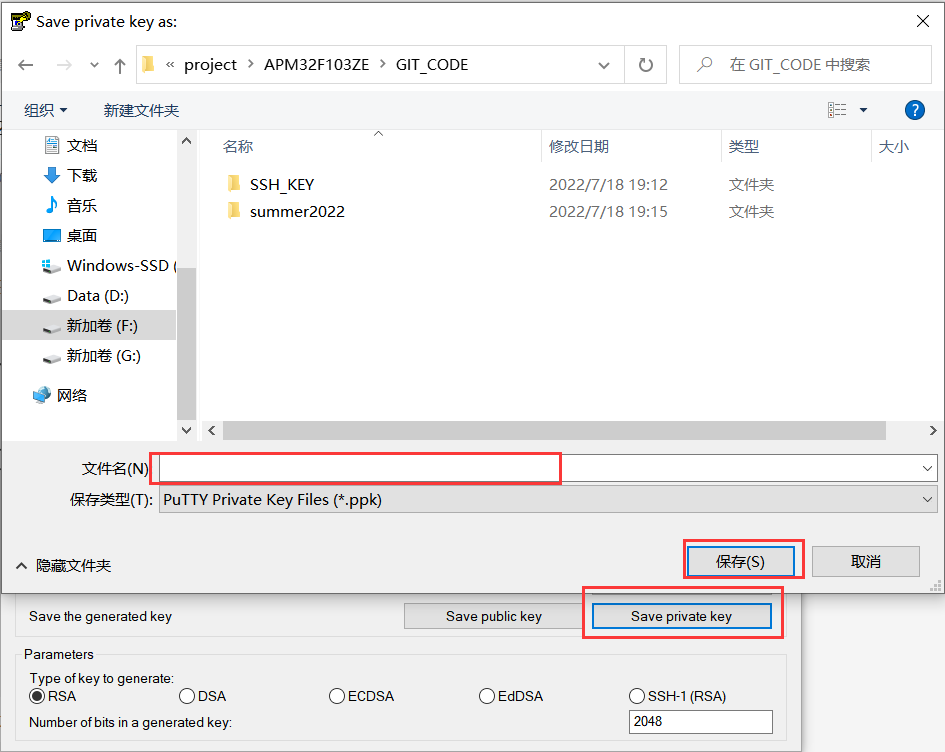 Save private key as:
« project > APM32F103ZE > GIT_CODE
在 GIT_CODE 中搜索
组织 新建文件夹
名称 修改日期 类型 大小
文档
下载
音乐
桌面
Windows-SSD (
Data (D:)
新加卷 (F:)
新加卷 (G:)
网络
SSH_KEY 2022/7/18 19:12 文件夹
summer2022 2022/7/18 19:15 文件夹
文件名(N)
保存类型(T): PuTTY Private Key Files (*.ppk)
隐藏文件夹 保存(S) 取消
Save the generated key Save public key Save private key
Parameters
Type of key to generate:
RSA DSA ECDSA EdDSA SSH-1 (RSA)
Number of bits in a generated key: 2048